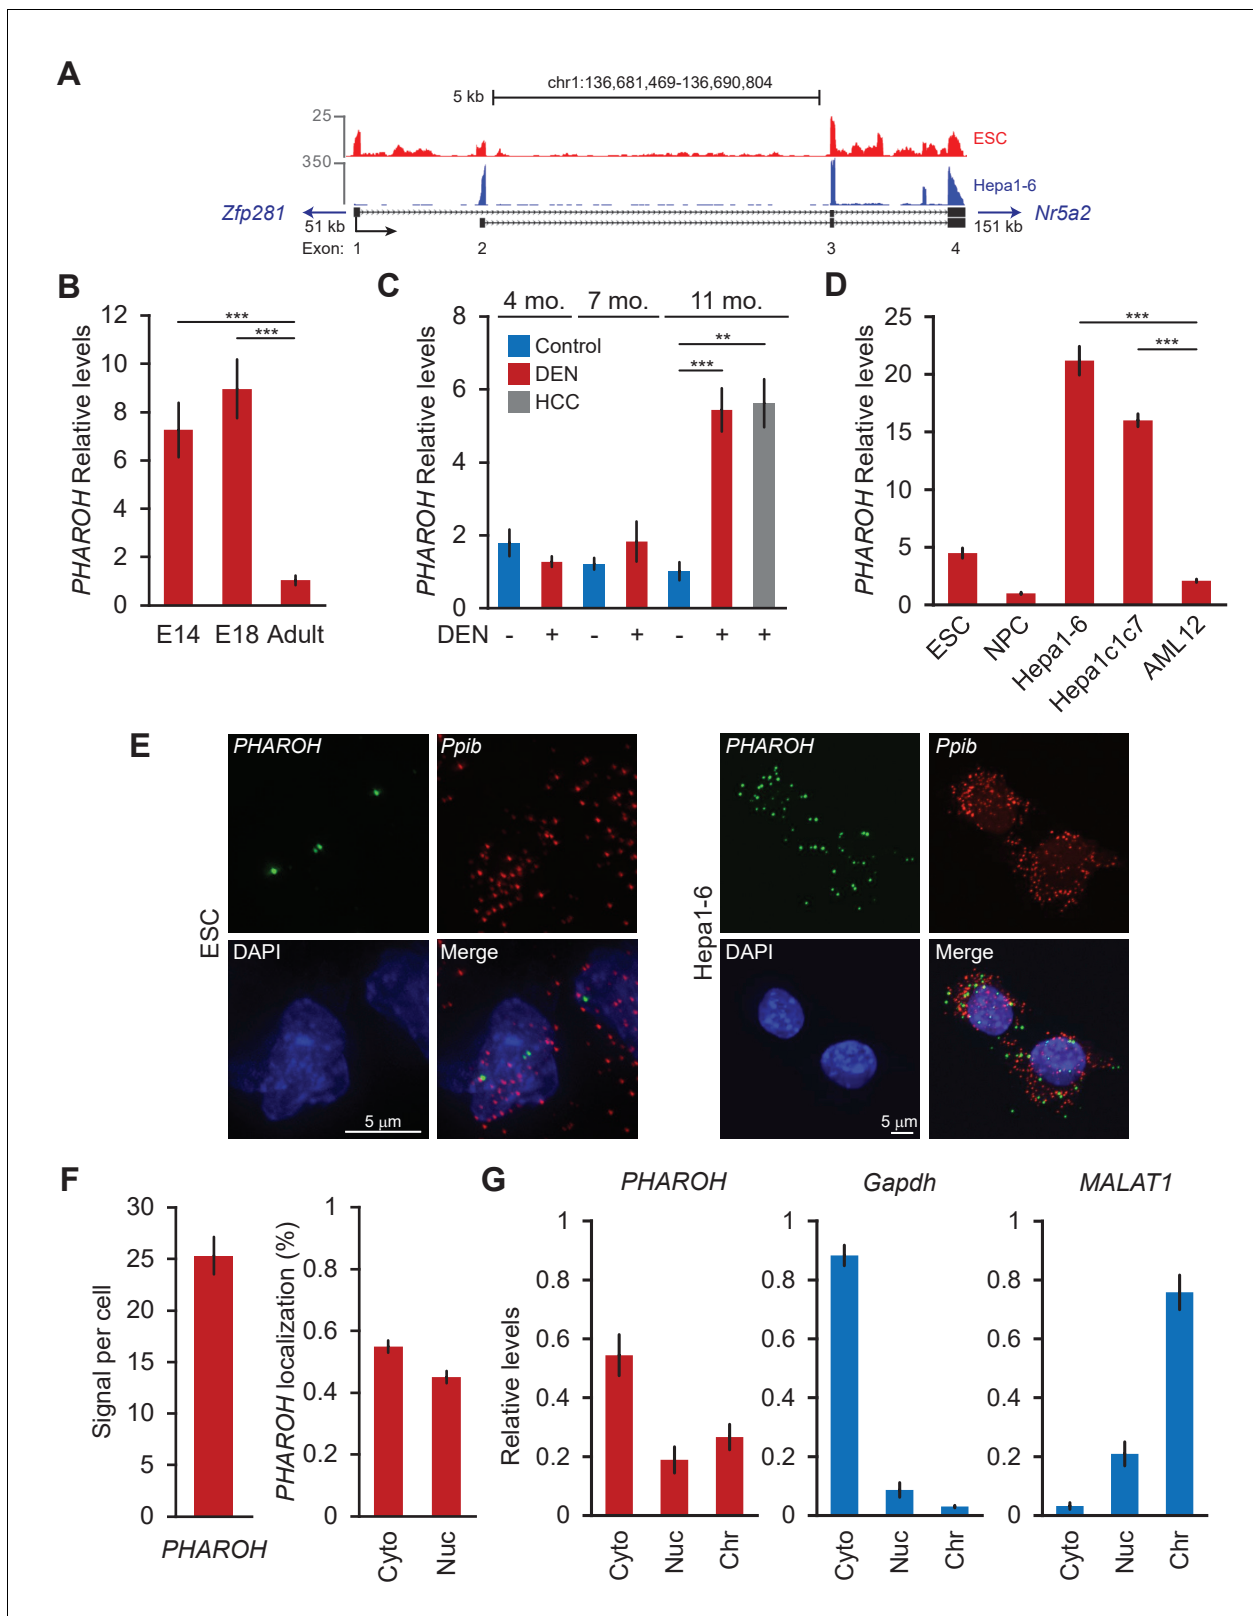 A
chr1:136,681,469-136,690,804
5 kb
25
ESC
350
Hepa1-6
Zfp281
Nr5a2
51 kb
151 kb
Exon: 1 2 3 4
B
PHAROH Relative levels
12
10
8
6
4
2
0
***
***
E14 E18 Adult
C
PHAROH Relative levels
4 mo. 7 mo. 11 mo.
8
6
4
2
0
Control
DEN
HCC
**
***
DEN - + - + - + +
D
PHAROH Relative levels
25
20
15
10
5
0
***
***
ESC
NPC
Hepa1-6
Hepa1c1c7
AML12
E
ESC
PHAROH
Ppib
DAPI
Merge
5 μm
Hepa1-6
PHAROH
Ppib
DAPI
Merge
5 μm
F
Signal per cell
30
25
20
15
10
5
0
PHAROH
PHAROH localization (%)
1
0.8
0.6
0.4
0.2
0
Cyto
Nuc
G
Relative levels
PHAROH
1
0.8
0.6
0.4
0.2
0
Cyto
Nuc
Chr
Gapdh
1
0.8
0.6
0.4
0.2
0
Cyto
Nuc
Chr
MALAT1
1
0.8
0.6
0.4
0.2
0
Cyto
Nuc
Chr